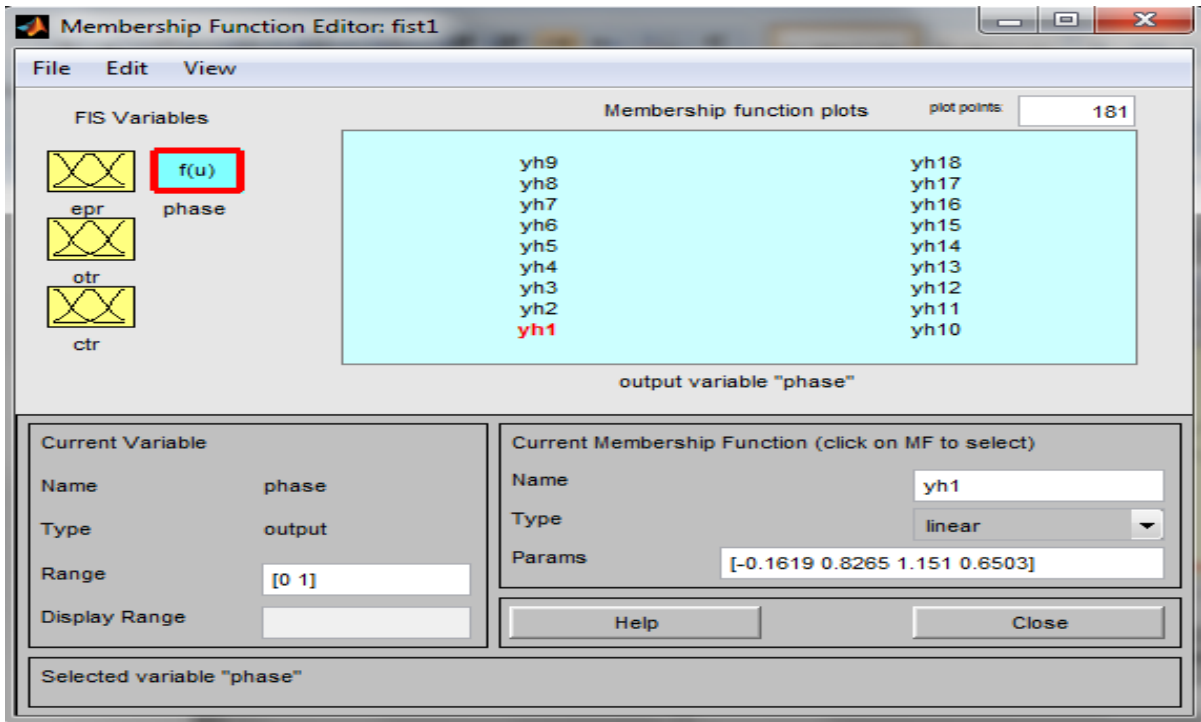 Membership Function Editor: fist1
File Edit View
FIS Variables
Membership function plots
plot points:
181
f(u)
epr
phase
otr
ctr
yh9
yh8
yh7
yh6
yh5
yh4
yh3
yh2
yh1
yh18
yh17
yh16
yh15
yh14
yh13
yh12
yh11
yh10
output variable "phase"
Current Variable
Name phase
Type output
Range [0 1]
Display Range
Current Membership Function (click on MF to select)
Name yh1
Type linear
Params [-0.1619 0.8265 1.151 0.6503]
Help Close
Selected variable "phase"